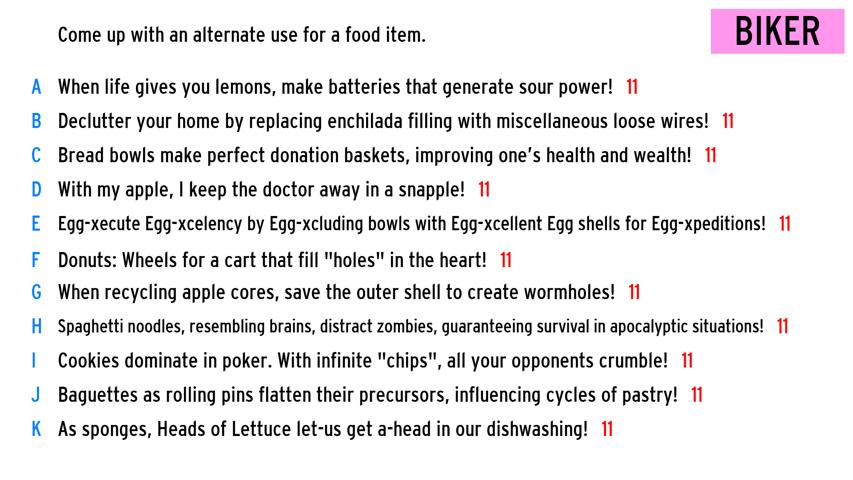 Come up with an alternate use for a food item.
BIKER
A When life gives you lemons, make batteries that generate sour power! 11
B Declutter your home by replacing enchilada filling with miscellaneous loose wires! 11
C Bread bowls make perfect donation baskets, improving one's health and wealth! 11
D With my apple, I keep the doctor away in a snapple! 11
E Egg-xecute Egg-xcelency by Egg-xcluding bowls with Egg-xcellent Egg shells for Egg-xpeditions! 11
F Donuts: Wheels for a cart that fill "holes" in the heart! 11
G When recycling apple cores, save the outer shell to create wormholes! 11
H Spaghetti noodles, resembling brains, distract zombies, guaranteeing survival in apocalyptic situations! 11
I Cookies dominate in poker. With infinite "chips", all your opponents crumble! 11
J Baguettes as rolling pins flatten their precursors, influencing cycles of pastry! 11
K As sponges, Heads of Lettuce let-us get a-head in our dishwashing! 11